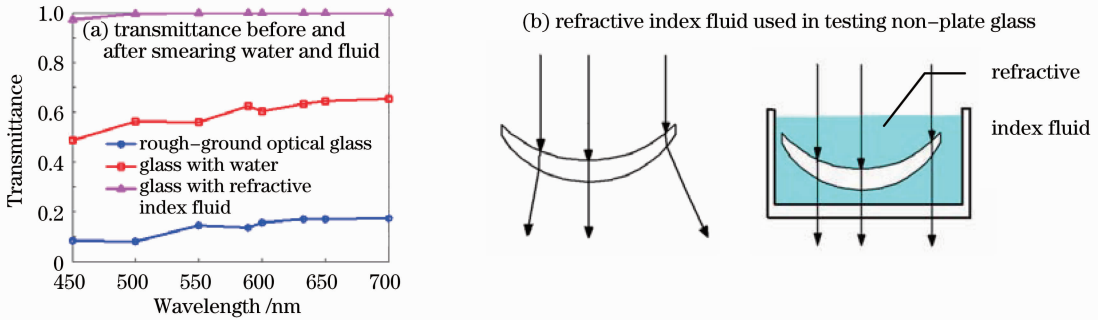 (a) transmittance before and
after smearing water and fluid
1.0
0.8
0.6
0.4
0.2
0
Transmittance
rough-ground optical glass
glass with water
glass with refractive
index fluid
450 500 550 600 650 700
Wavelength /nm
(b) refractive index fluid used in testing non-plate glass
refractive
index fluid